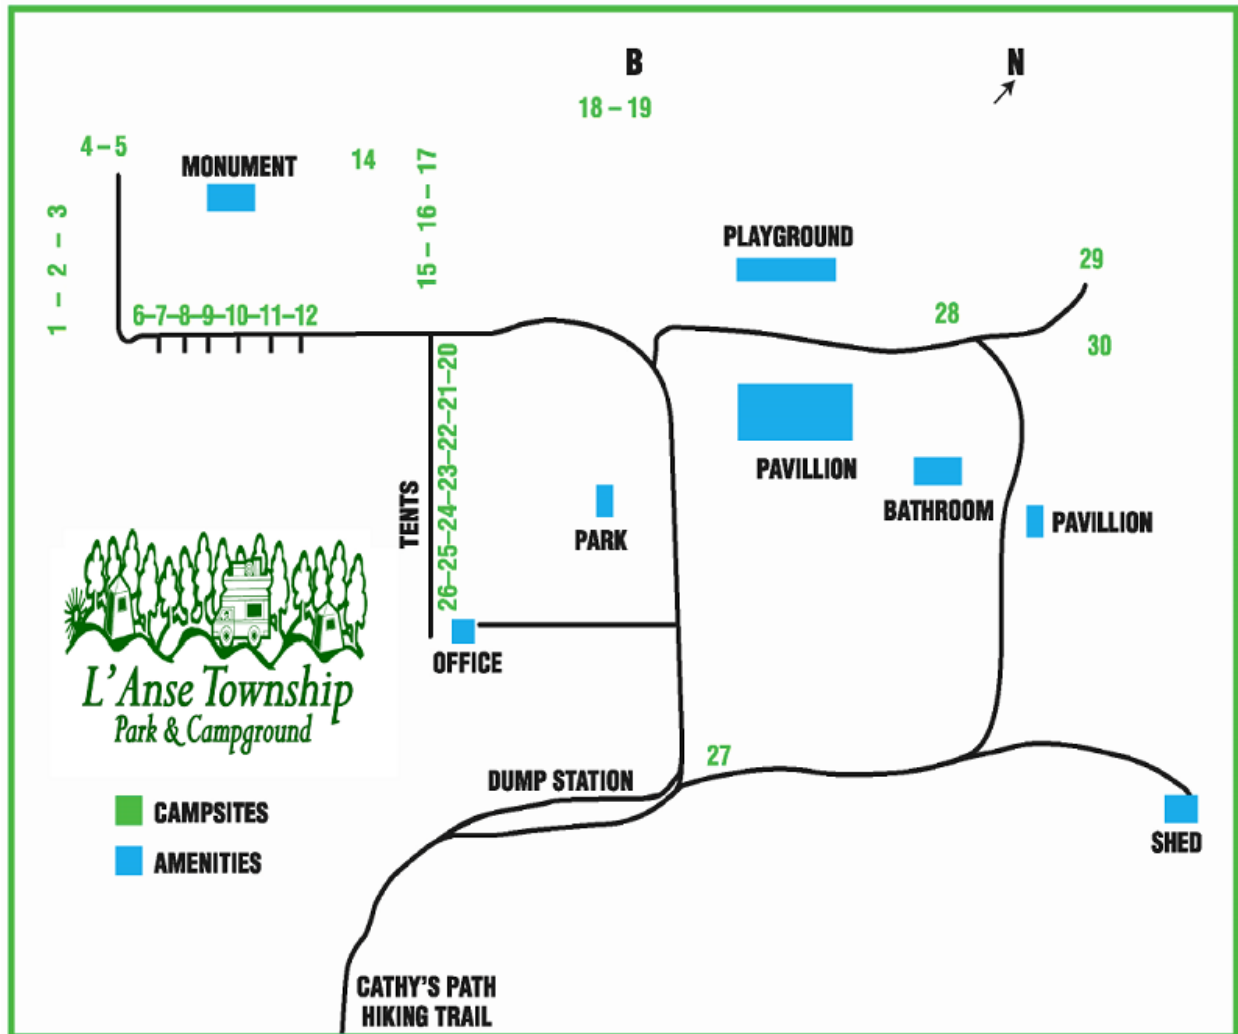 B
N
18 – 19
4 – 5
MONUMENT
14
15 – 16 – 17
1 – 2 – 3
PLAYGROUND
29
6–7–8–9–10–11–12
28
30
26–25–24–23–22–21–20
TENTS
PAVILLION
BATHROOM
PAVILLION
PARK
OFFICE
L'Anse Township
Park & Campground
27
DUMP STATION
CAMPSITES
AMENITIES
SHED
CATHY'S PATH
HIKING TRAIL